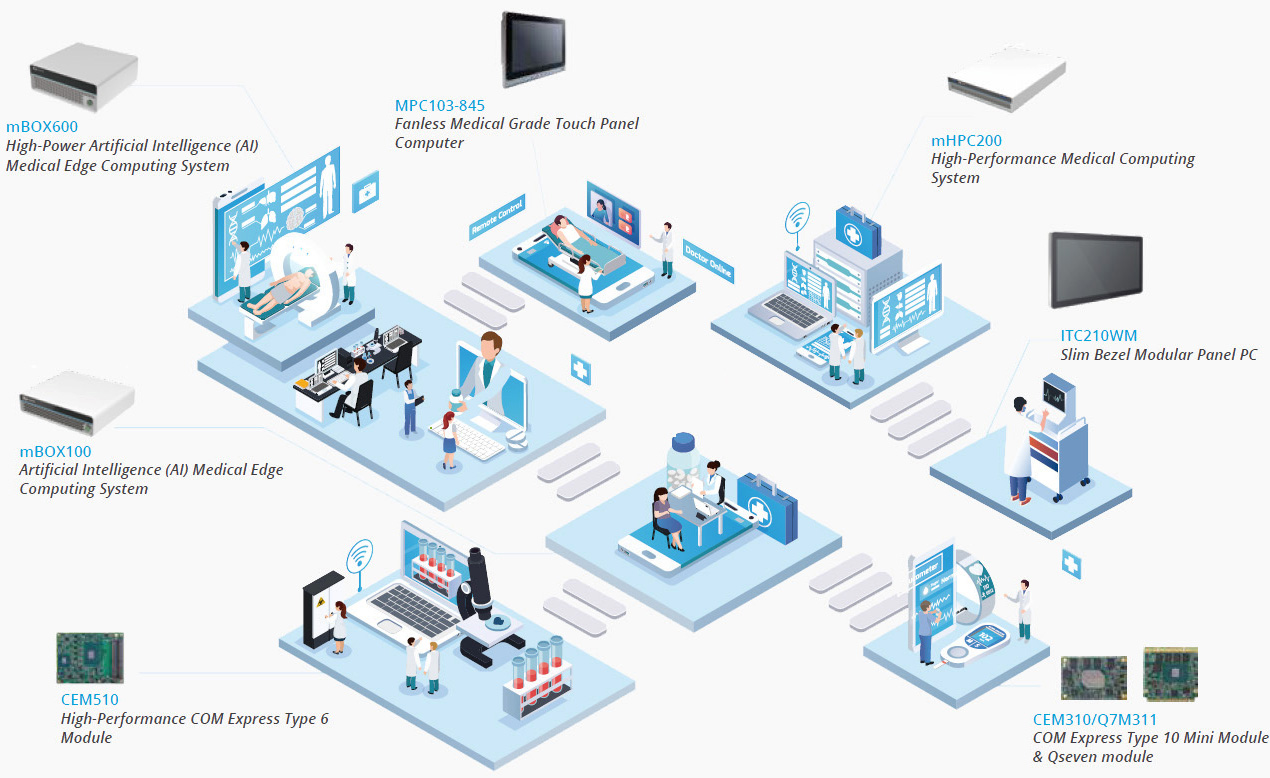 mBOX600
High-Power Artificial Intelligence (AI)
Medical Edge Computing System
MPC103-845
Fanless Medical Grade Touch Panel
Computer
mHPC200
High-Performance Medical Computing
System
Remote Control
Doctor Online
ITC210WM
Slim Bezel Modular Panel PC
mBOX100
Artificial Intelligence (AI) Medical Edge
Computing System
CEM510
High-Performance COM Express Type 6
Module
102
CEM310/Q7M311
COM Express Type 10 Mini Module
& Qseven module